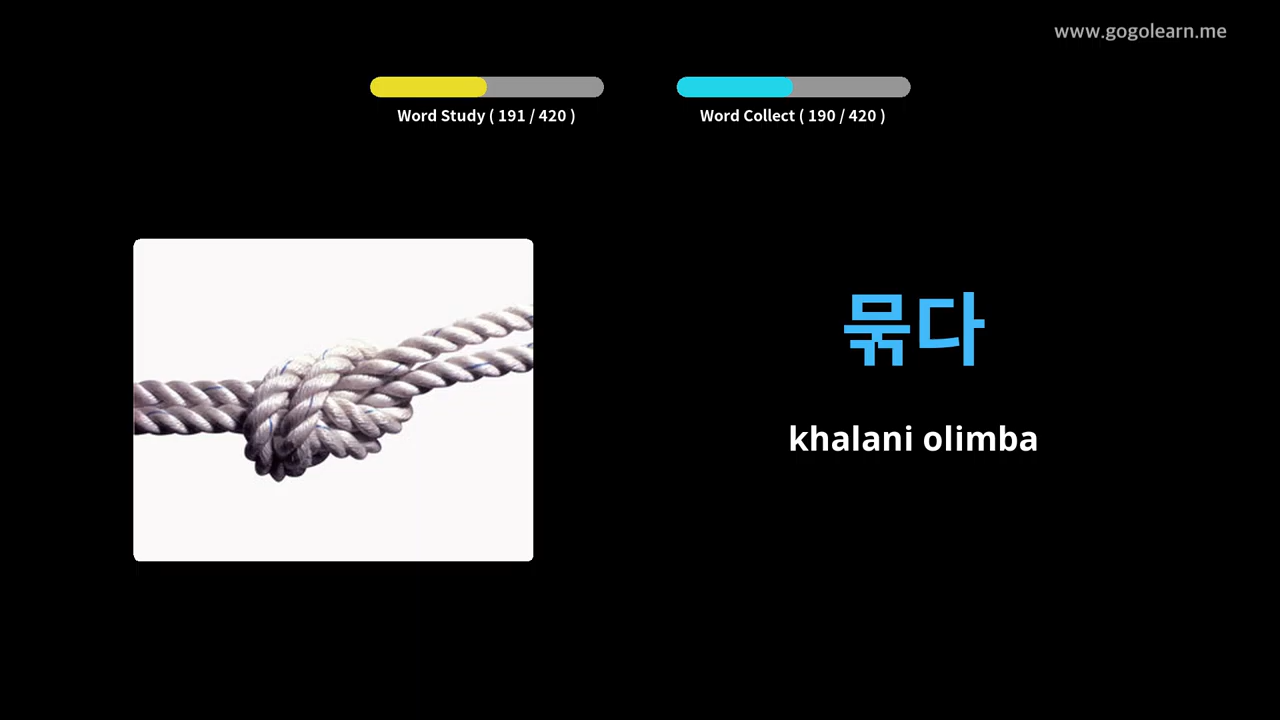 www.gogolearn.me
Word Study ( 191 / 420 )
Word Collect ( 190 / 420 )
묶다
khalani olimba